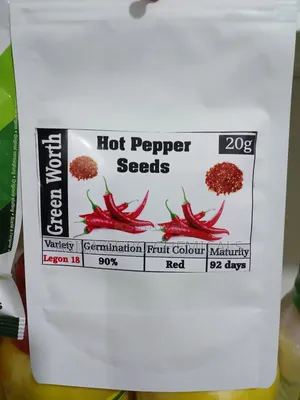 Green Worth
Hot Pepper
Seeds
20g
Variety Germination Fruit Colour Maturity
Legon 18 90% Red 92 days